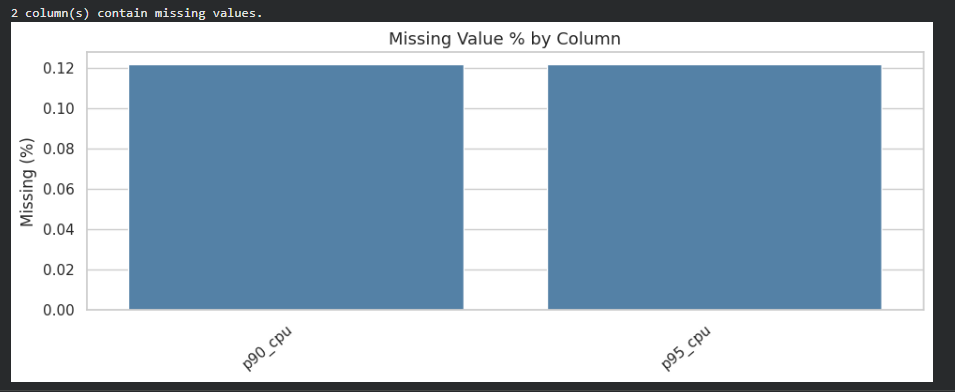 2 column(s) contain missing values.
Missing Value % by Column
Missing (%)
0.12
0.10
0.08
0.06
0.04
0.02
0.00
p90_cpu
p95_cpu